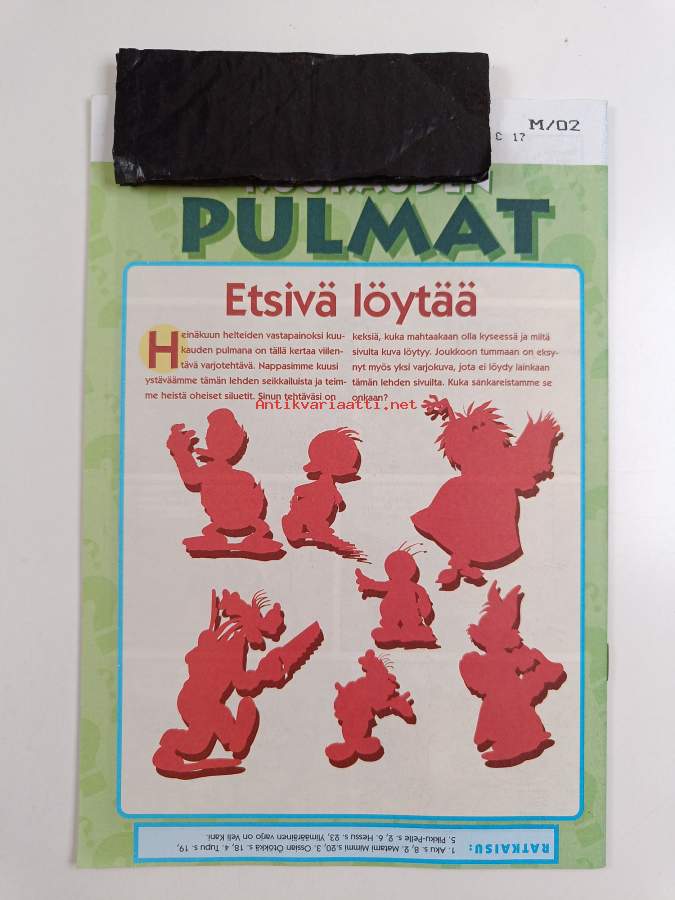 M/02
C 17
KUUKAUDEN
PULMAT
Etsivä löytää
Heinäkuun helteiden vastapainoksi kuu-
kauden pulmana on tällä kertaa viilen-
tävä varjotehtävä. Nappasimme kuusi
ystäväämme tämän lehden seikkailuista ja teim-
me heistä oheiset siluetit. Sinun tehtäväsi on
keksiä, kuka mahtaakaan olla kyseessä ja miltä
sivulta kuva löytyy. Joukkoon tummaan on eksy-
nyt myös yksi varjokuva, jota ei löydy lainkaan
tämän lehden sivuilta. Kuka sankareistamme se
onkaan?
Antikvariaatti.net
RATKAISU:
1. Aku s. 8, 2. Matami Mimmi s.20, 3. Ossian Ötökkä s. 18, 4. Tupu s. 19,
5. Pikku-Pelle s. 2, 6. Hessu s. 23, Ylimääräinen varjo on Veli Kani.